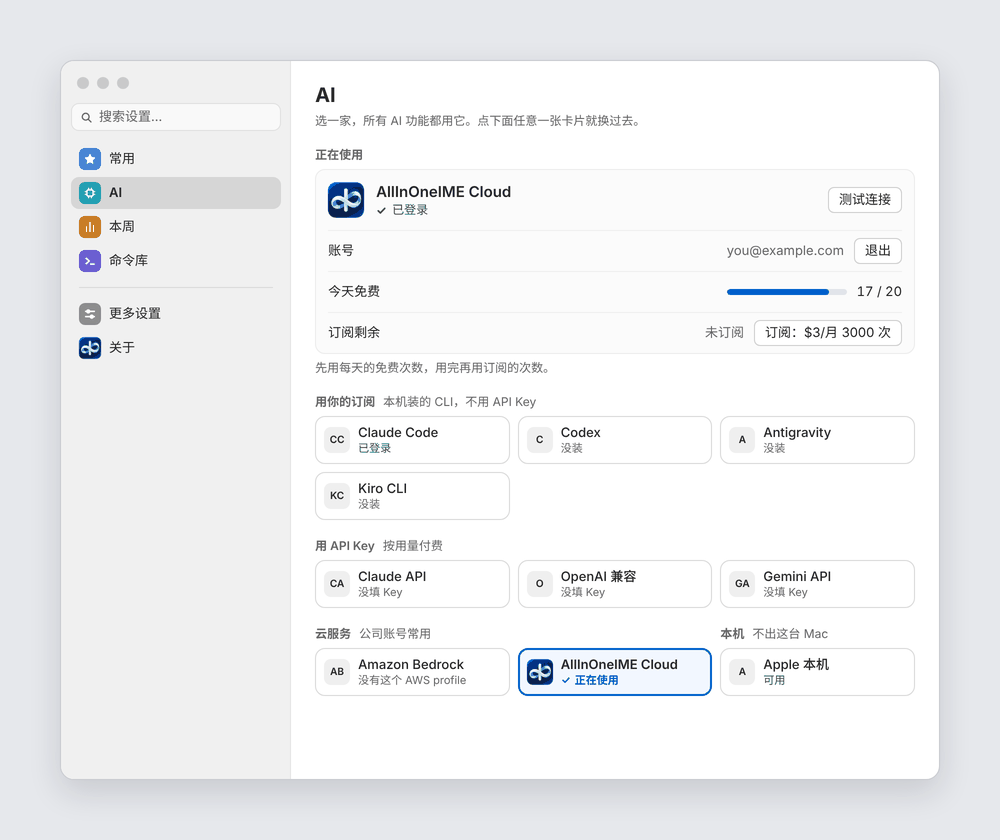 搜索设置...
常用
AI
本周
命令库
更多设置
关于
AI
选一家，所有 AI 功能都用它。点下面任意一张卡片就换过去。
正在使用
AllInOneIME Cloud
已登录
测试连接
账号
you@example.com
退出
今天免费
17 / 20
订阅剩余
未订阅
订阅：$3/月 3000 次
先用每天的免费次数，用完再用订阅的次数。
用你的订阅 本机装的 CLI，不用 API Key
CC
Claude Code
已登录
C
Codex
没装
A
Antigravity
没装
KC
Kiro CLI
没装
用 API Key 按用量付费
CA
Claude API
没填 Key
O
OpenAI 兼容
没填 Key
GA
Gemini API
没填 Key
云服务 公司账号常用
本机 不出这台 Mac
AB
Amazon Bedrock
没有这个 AWS profile
AllInOneIME Cloud
正在使用
A
Apple 本机
可用